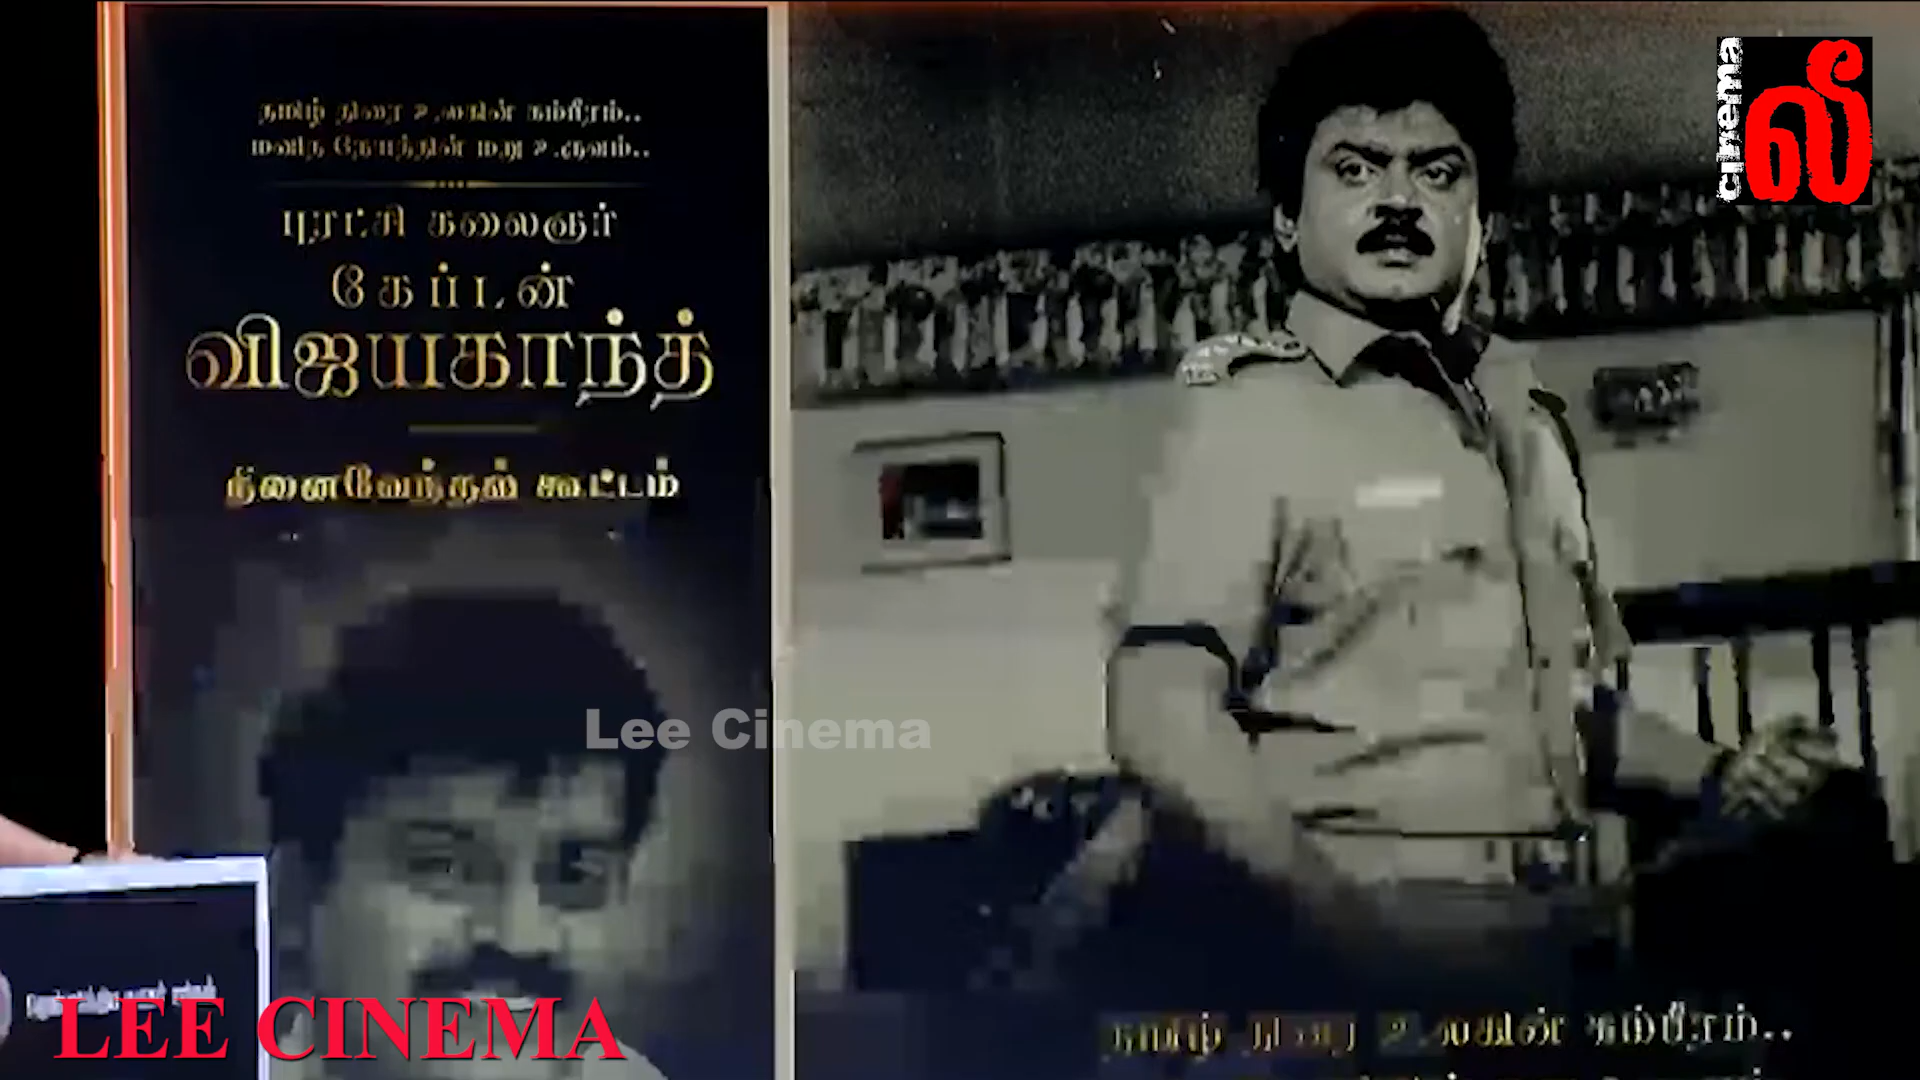 தமிழ் திரை உலகின் கம்பீரம்..
மனித நேயத்தின் மறு உருவம்..
புரட்சி கலைஞர்
கேப்டன்
விஜயகாந்த்
நினைவேந்தல் கூட்டம்
cinema
லீ
Lee Cinema
LEE CINEMA
தமிழ் திரை உலகின் கம்பீரம்..